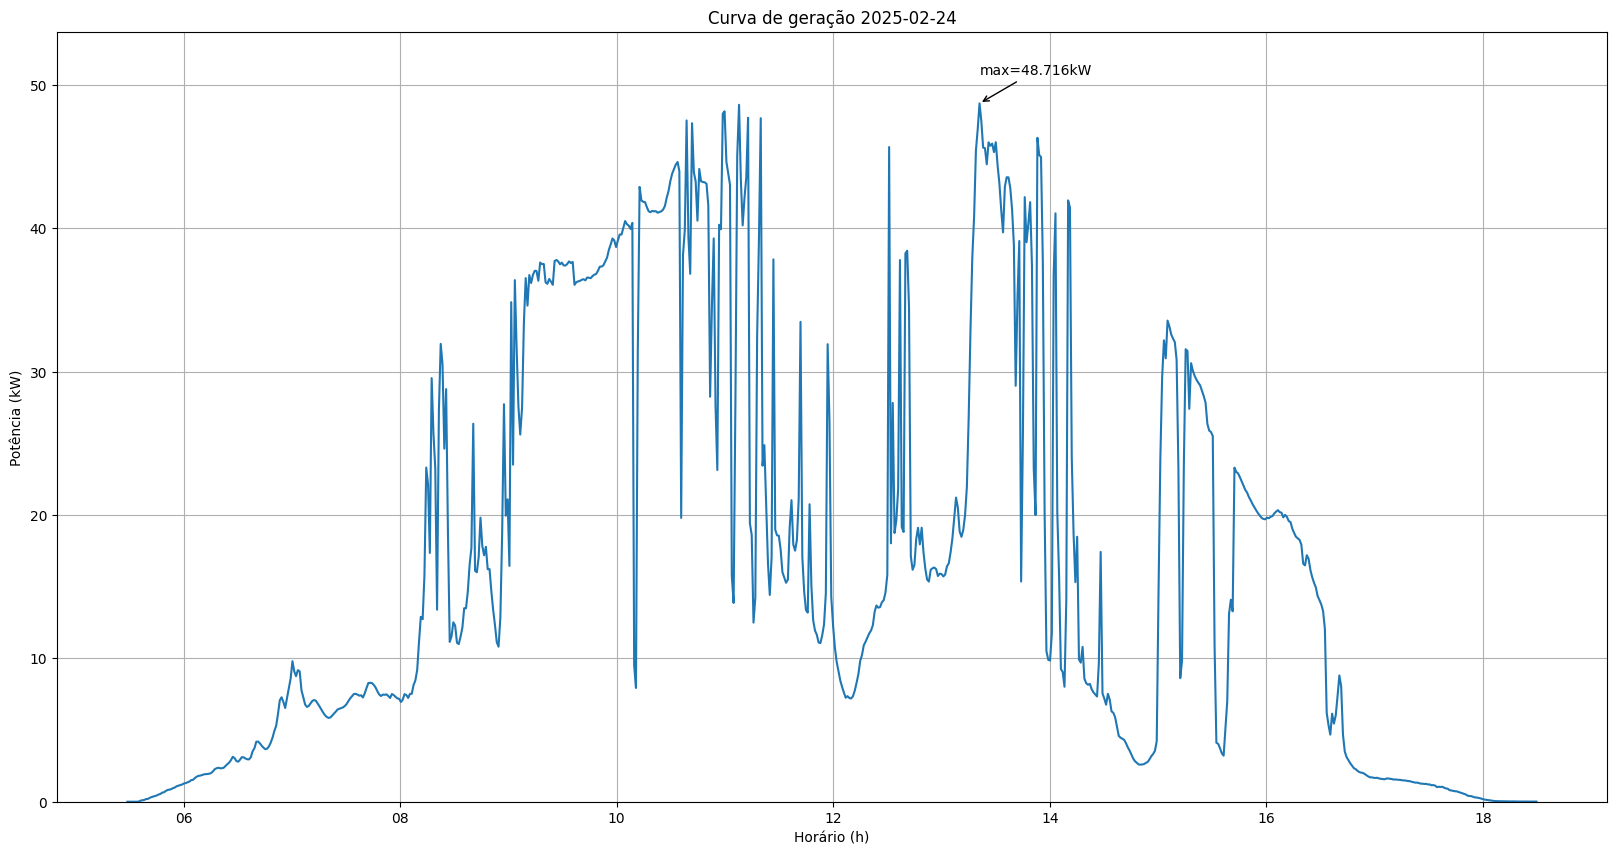 Curva de geração 2025-02-24
max=48.716kW
50
40
30
20
10
0
Potência (kW)
06 08 10 12 14 16 18
Horário (h)